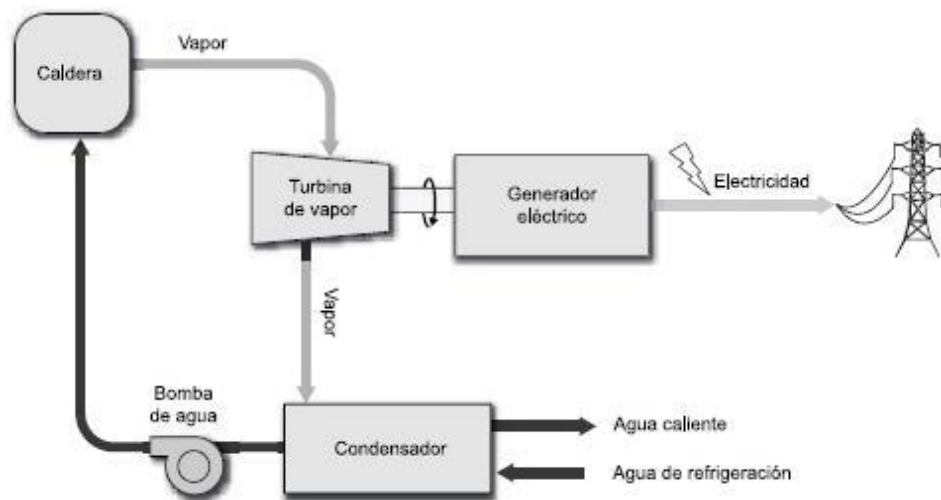 Vapor
Caldera
Turbina
de vapor
Generador
eléctrico
Electricidad
Vapor
Bomba
de agua
Condensador
Agua caliente
Agua de refrigeración